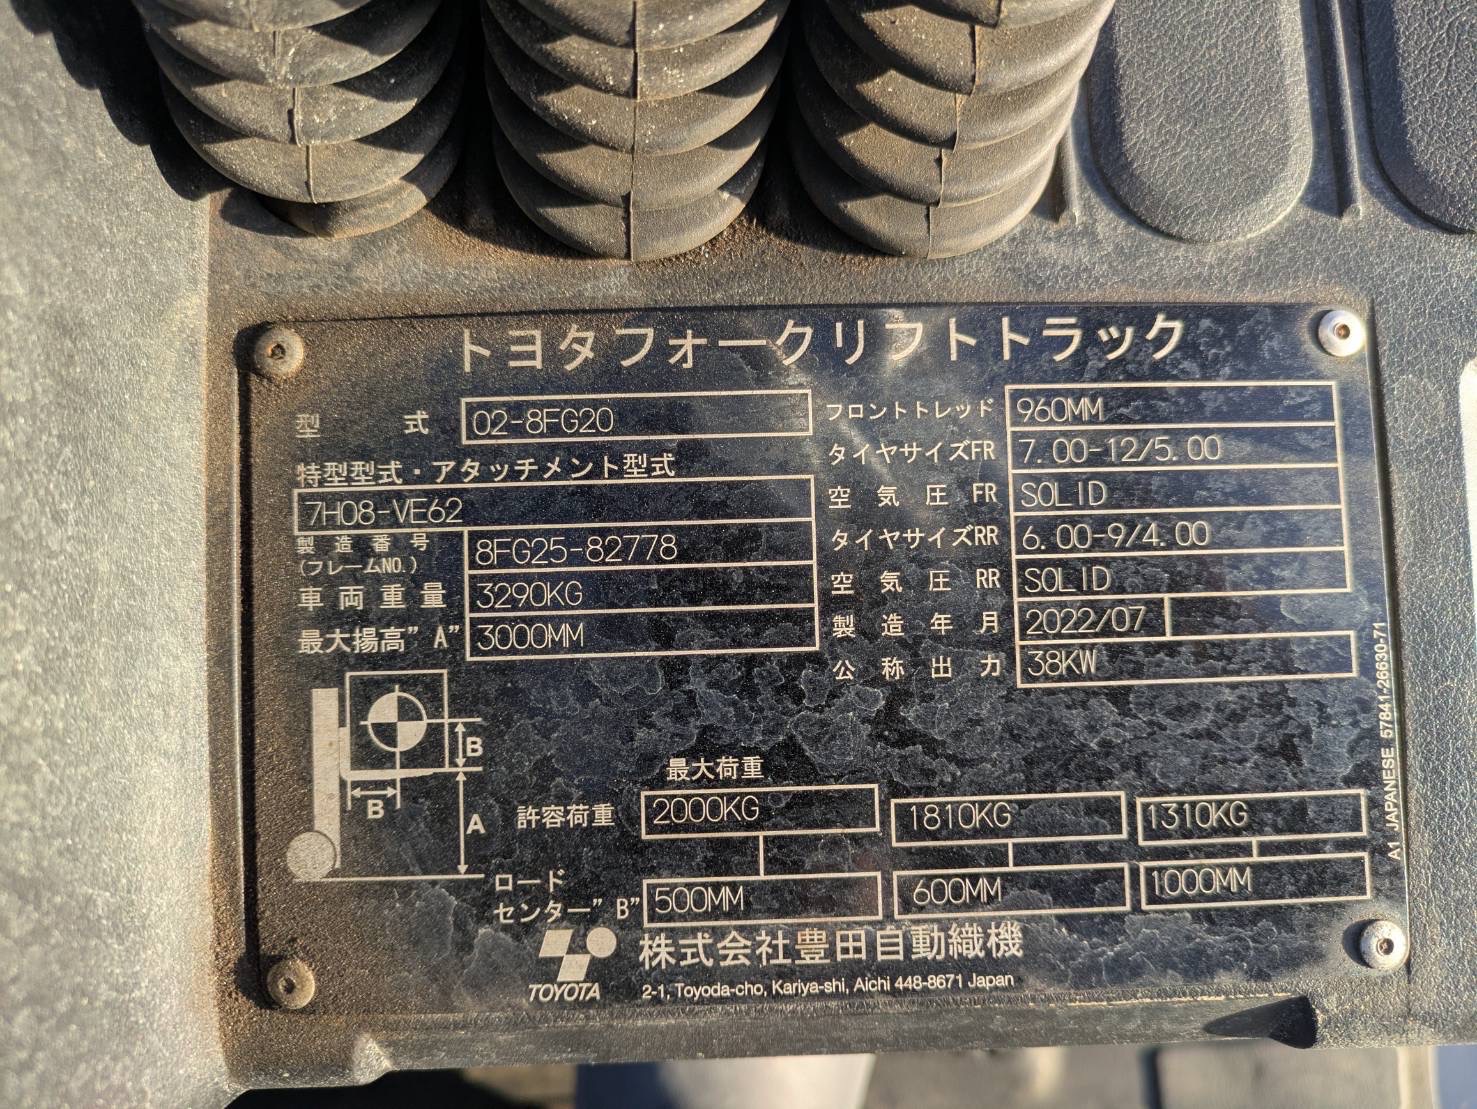 トヨタフォークリフトトラック
型式 02-8FG20
特型型式・アタッチメント型式
7H08-VE62
製造番号 (フレームNO.) 8FG25-82778
車両重量 3290KG
最大揚高"A" 3000MM
フロントトレッド 960MM
タイヤサイズFR 7.00-12/5.00
空気圧 FR SOLID
タイヤサイズRR 6.00-9/4.00
空気圧 RR SOLID
製造年月 2022/07
公称出力 38KW
B
B
A
最大荷重
許容荷重 2000KG 1810KG 1310KG
ロードセンター"B" 500MM 600MM 1000MM
TOYOTA
株式会社豊田自動織機
2-1, Toyoda-cho, Kariya-shi, Aichi 448-8671 Japan
A1 JAPANESE 57841-26630-71